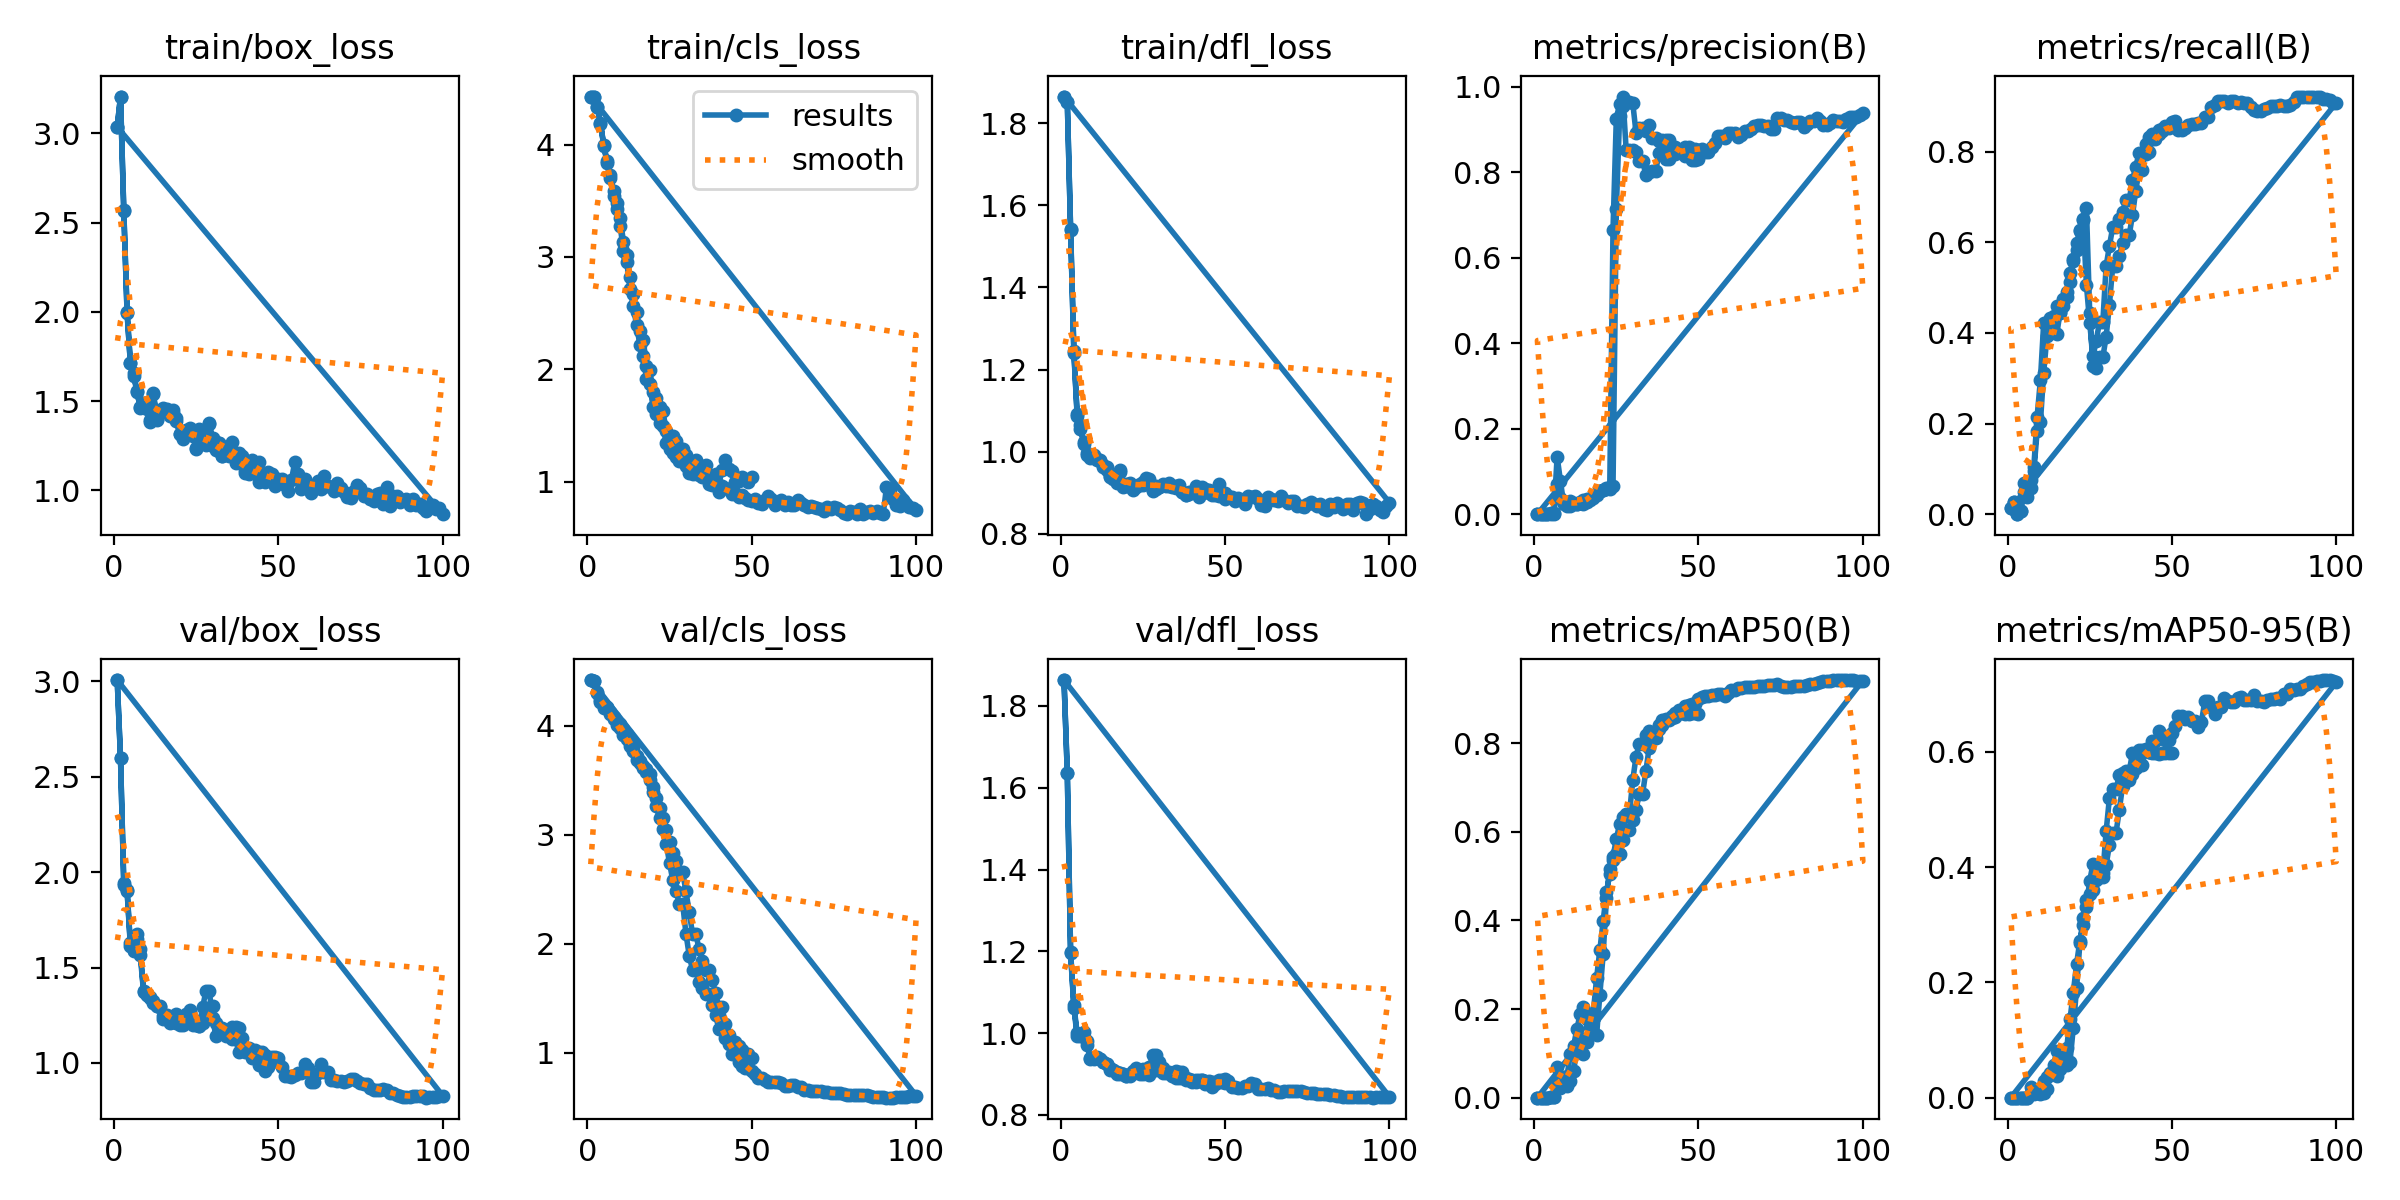 train/box_loss
3.0
2.5
2.0
1.5
1.0
0 50 100
train/cls_loss
results
smooth
4
3
2
1
0 50 100
train/dfl_loss
1.8
1.6
1.4
1.2
1.0
0.8
0 50 100
metrics/precision(B)
1.0
0.8
0.6
0.4
0.2
0.0
0 50 100
metrics/recall(B)
0.8
0.6
0.4
0.2
0.0
0 50 100
val/box_loss
3.0
2.5
2.0
1.5
1.0
0 50 100
val/cls_loss
4
3
2
1
0 50 100
val/dfl_loss
1.8
1.6
1.4
1.2
1.0
0.8
0 50 100
metrics/mAP50(B)
0.8
0.6
0.4
0.2
0.0
0 50 100
metrics/mAP50-95(B)
0.6
0.4
0.2
0.0
0 50 100